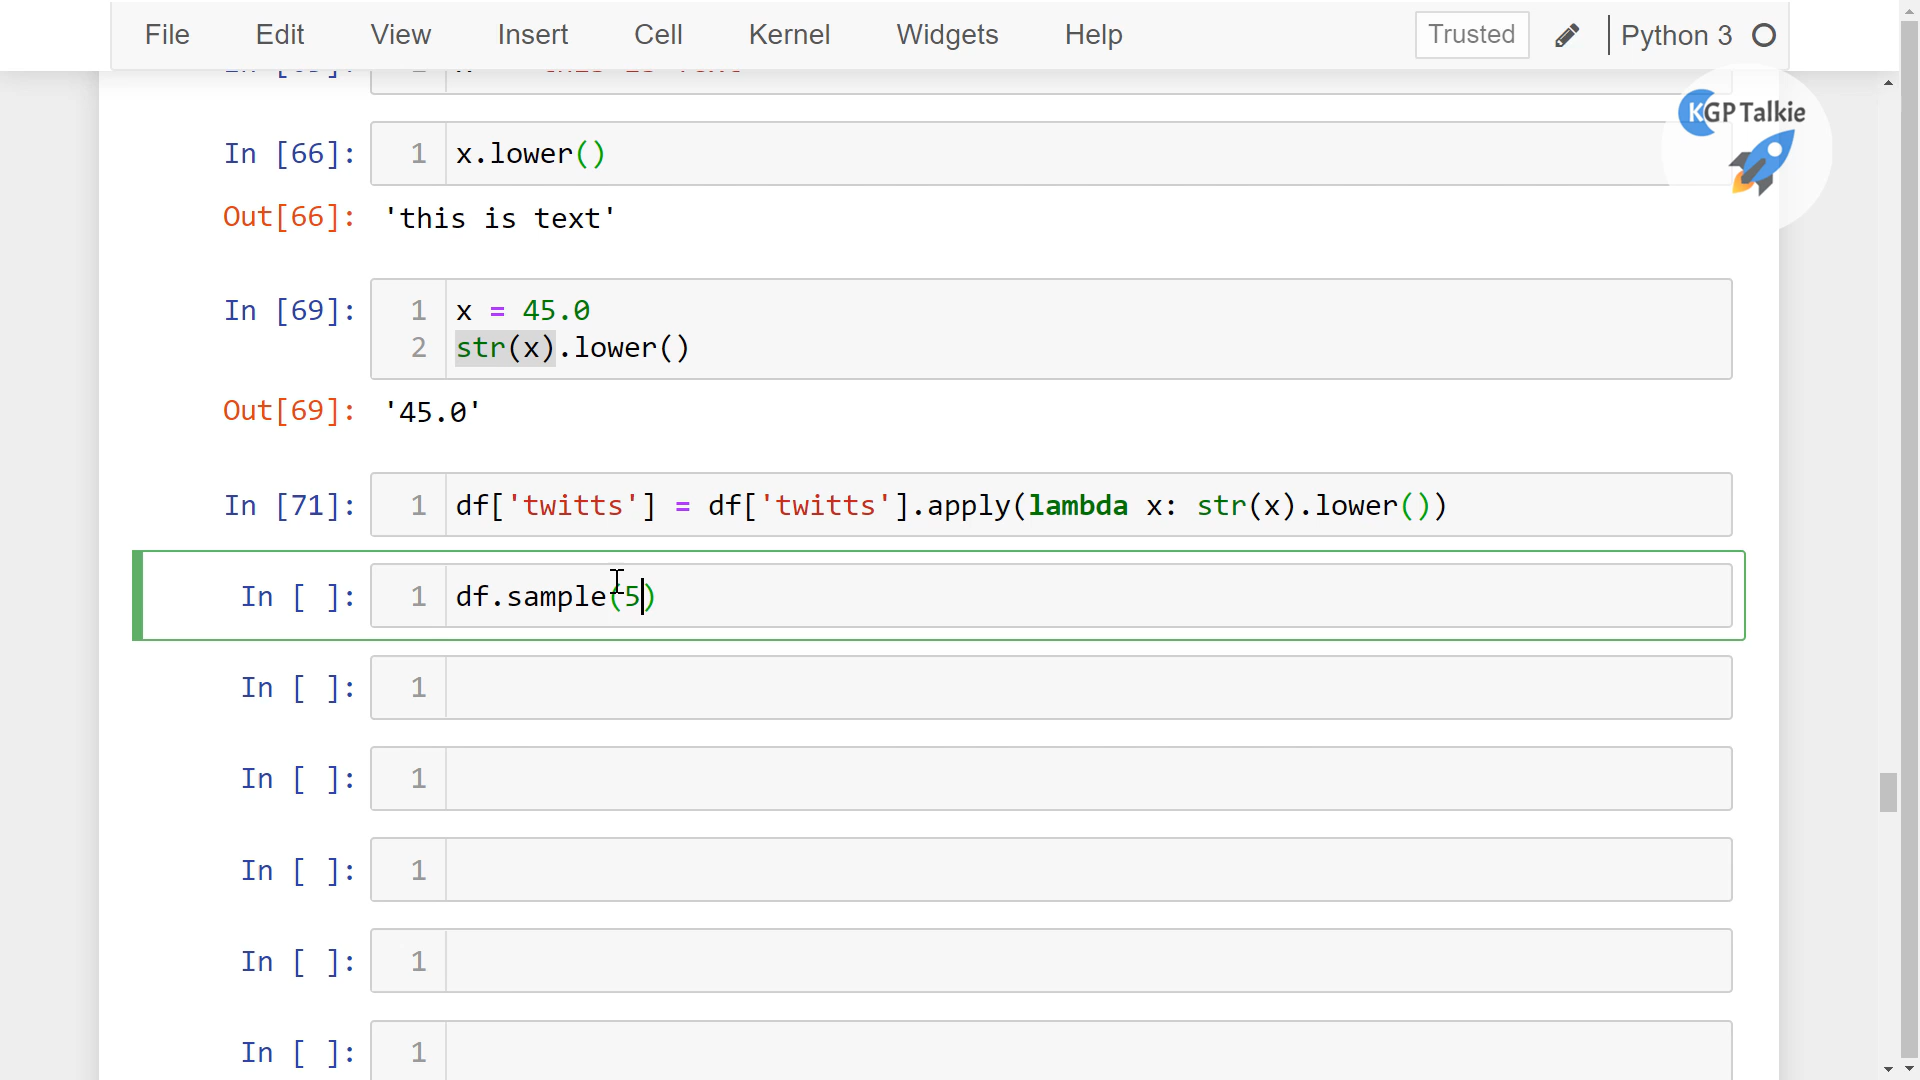 File Edit View Insert Cell Kernel Widgets Help Trusted Python 3
KGP Talkie
In [66]: 1 x.lower()
Out[66]: 'this is text'
In [69]: 1 x = 45.0
2 str(x).lower()
Out[69]: '45.0'
In [71]: 1 df['twitts'] = df['twitts'].apply(lambda x: str(x).lower())
In [ ]: 1 df.sample(5)
In [ ]: 1
In [ ]: 1
In [ ]: 1
In [ ]: 1
In [ ]: 1